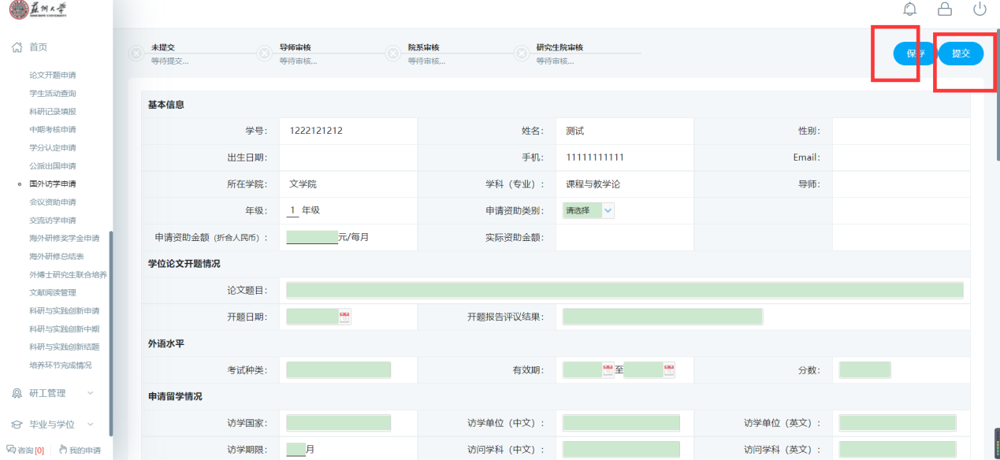 蘇州大學
SOOCHOW UNIVERSITY
首页
论文开题申请
学生活动查询
科研记录填报
中期考核申请
学分认定申请
公派出国申请
国外访学申请
会议资助申请
交流访学申请
海外研修奖学金申请
海外研修总结表
外博士研究生联合培养
文献阅读管理
科研与实践创新申请
科研与实践创新中期
科研与实践创新结题
培养环节完成情况
研工管理
毕业与学位
咨询[0] 我的申请
未提交 导师审核 院系审核 研究生院审核
等待提交... 等待审核... 等待审核... 等待审核...
保存 提交
基本信息
学号： 1222121212 姓名： 测试 性别：
出生日期： 手机： 11111111111 Email：
所在学院： 文学院 学科（专业）： 课程与教学论 导师：
年级： 1 年级 申请资助类别： 请选择
申请资助金额（折合人民币）： 元/每月 实际资助金额：
学位论文开题情况
论文题目：
开题日期： 开题报告评议结果：
外语水平
考试种类： 有效期： 至 分数：
申请留学情况
访学国家： 访学单位（中文）： 访学单位（英文）：
访学期限： 月 访问学科（中文）： 访问学科（英文）：